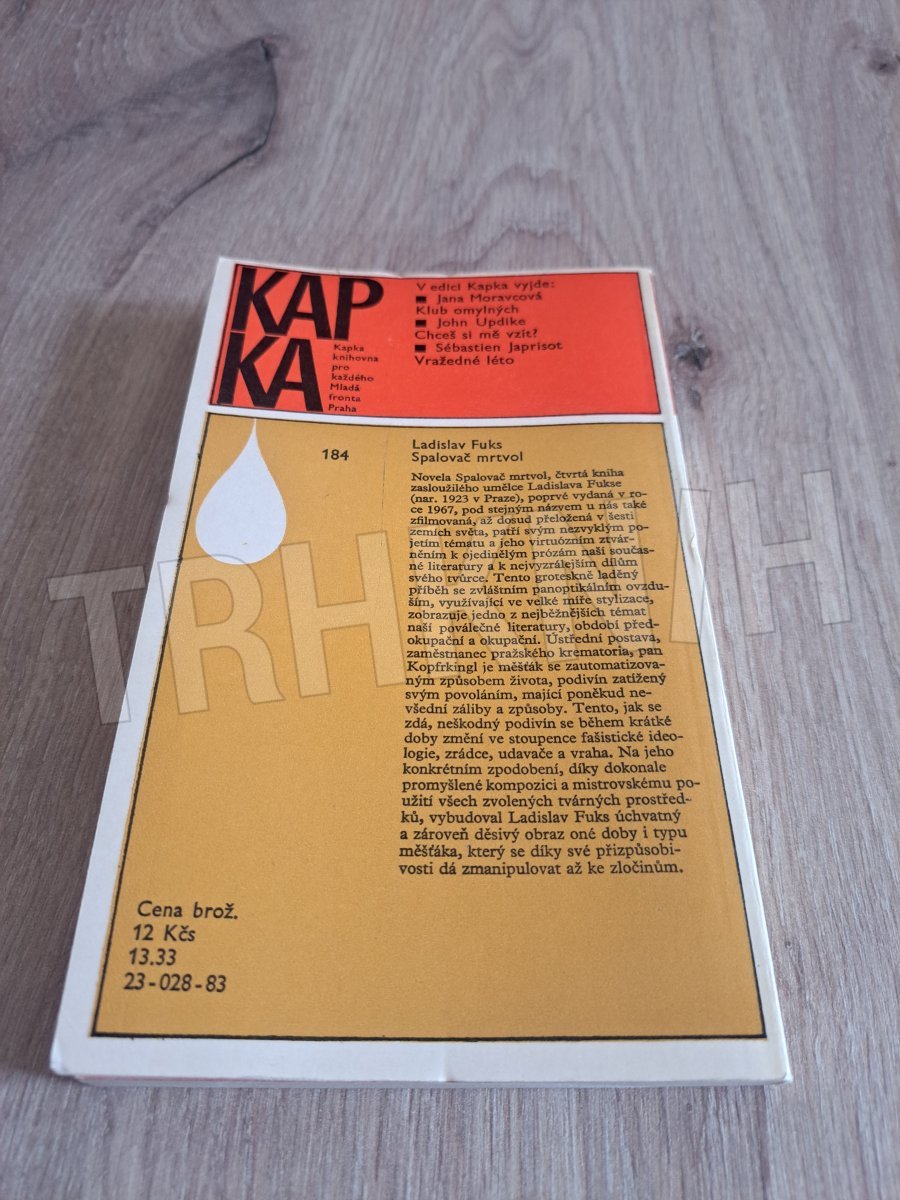 KAP
KA
Kapka
knihovna
pro
každého
Mladá
fronta
Praha
V edici Kapka vyjde:
■ Jana Moravcová
Klub omylných
■ John Updike
Chceš si mě vzít?
■ Sébastien Japrisot
Vražedné léto
184
Ladislav Fuks
Spalovač mrtvol
Novela Spalovač mrtvol, čtvrtá kniha
zasloužilého umělce Ladislava Fukse
(nar. 1923 v Praze), poprvé vydaná v ro-
ce 1967, pod stejným názvem u nás také
zfilmovaná, až dosud přeložená v šesti
zemích světa, patří svým nezvyklým po-
jetím tématu a jeho virtuózním ztvár-
něním k ojedinělým prózám naší součas-
né literatury a k nejvyzrálejším dílům
svého tvůrce. Tento groteskně laděný
příběh se zvláštním panoptikálním ovzdu-
ším, využívající ve velké míře stylizace,
zobrazuje jedno z nejběžnějších témat
naší poválečné literatury, období před-
okupační a okupační. Ústřední postava,
zaměstnanec pražského krematoria, pan
Kopfrkingl je měšťák se zautomatizova-
ným způsobem života, podivín zatížený
svým povoláním, mající poněkud ne-
všední záliby a způsoby. Tento, jak se
zdá, neškodný podivín se během krátké
doby změní ve stoupence fašistické ideo-
logie, zrádce, udavače a vraha. Na jeho
konkrétním zpodobení, díky dokonale
promyšlené kompozici a mistrovskému po-
užití všech zvolených tvárných prostřed-
ků, vybudoval Ladislav Fuks úchvatný
a zároveň děsivý obraz oné doby i typu
měšťáka, který se díky své přizpůsobi-
vosti dá zmanipulovat až ke zločinům.
Cena brož.
12 Kčs
13.33
23-028-83